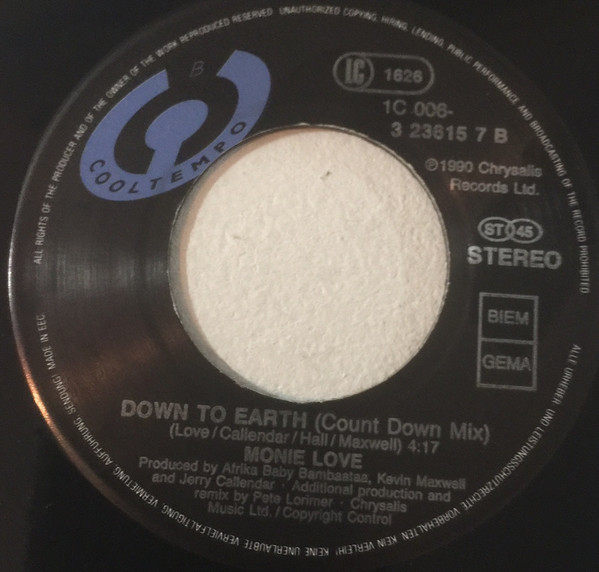 ALL RIGHTS OF THE PRODUCER AND OF THE OWNER OF THE WORK REPRODUCED RESERVED UNAUTHORIZED COPYING, HIRING, LENDING, PUBLIC PERFORMANCE AND BROADCASTING OF THE RECORD PROHIBITED
B
COOLTEMPO
LC 1626
1C 006-
3 23615 7 B
℗1990 Chrysalis
Records Ltd.
ST 45
STEREO
BIEM
GEMA
DOWN TO EARTH (Count Down Mix)
(Love/Callendar/Hall/Maxwell) 4:17
MONIE LOVE
Produced by Afrika Baby Bambaataa, Kevin Maxwell
and Jerry Callendar · Additional production and
remix by Pete Lorimer · Chrysalis
Music Ltd./Copyright Control
ALLE URHEBER- UND LEISTUNGSSCHUTZRECHTE VORBEHALTEN. KEIN VERLEIH! KEINE UNERLAUBTE VERVIELFÄLTIGUNG, VERMIETUNG, AUFFÜHRUNG, SENDUNG! MADE IN EEC.